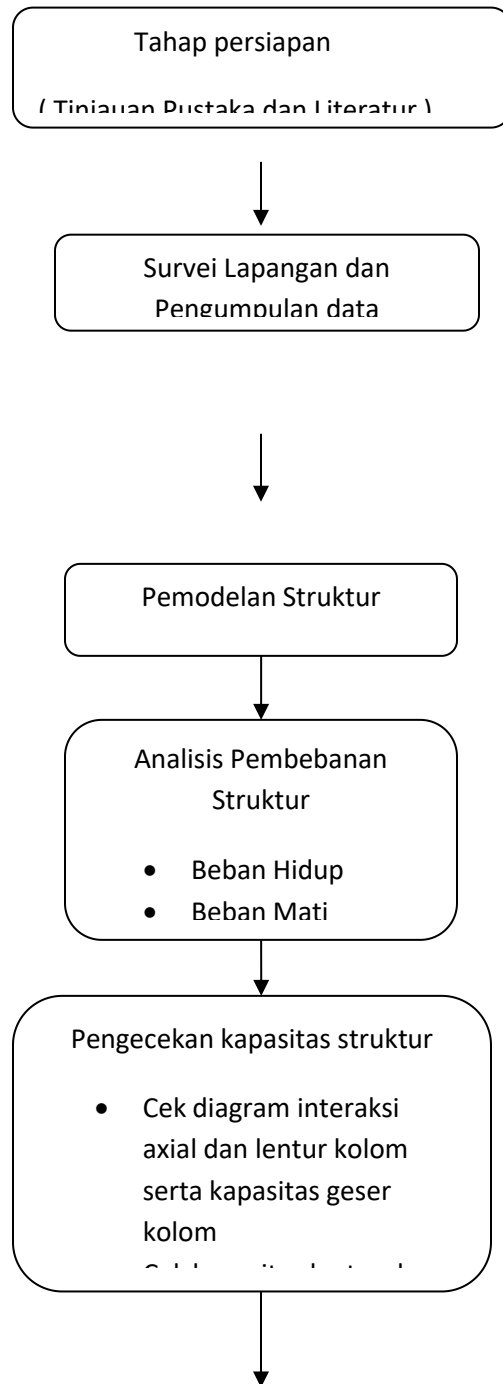 Tahap persiapan
( Tinjauan Pustaka dan Literatur )
Survei Lapangan dan
Pengumpulan data
Pemodelan Struktur
Analisis Pembebanan
Struktur
• Beban Hidup
• Beban Mati
Pengecekan kapasitas struktur
• Cek diagram interaksi
axial dan lentur kolom
serta kapasitas geser
kolom